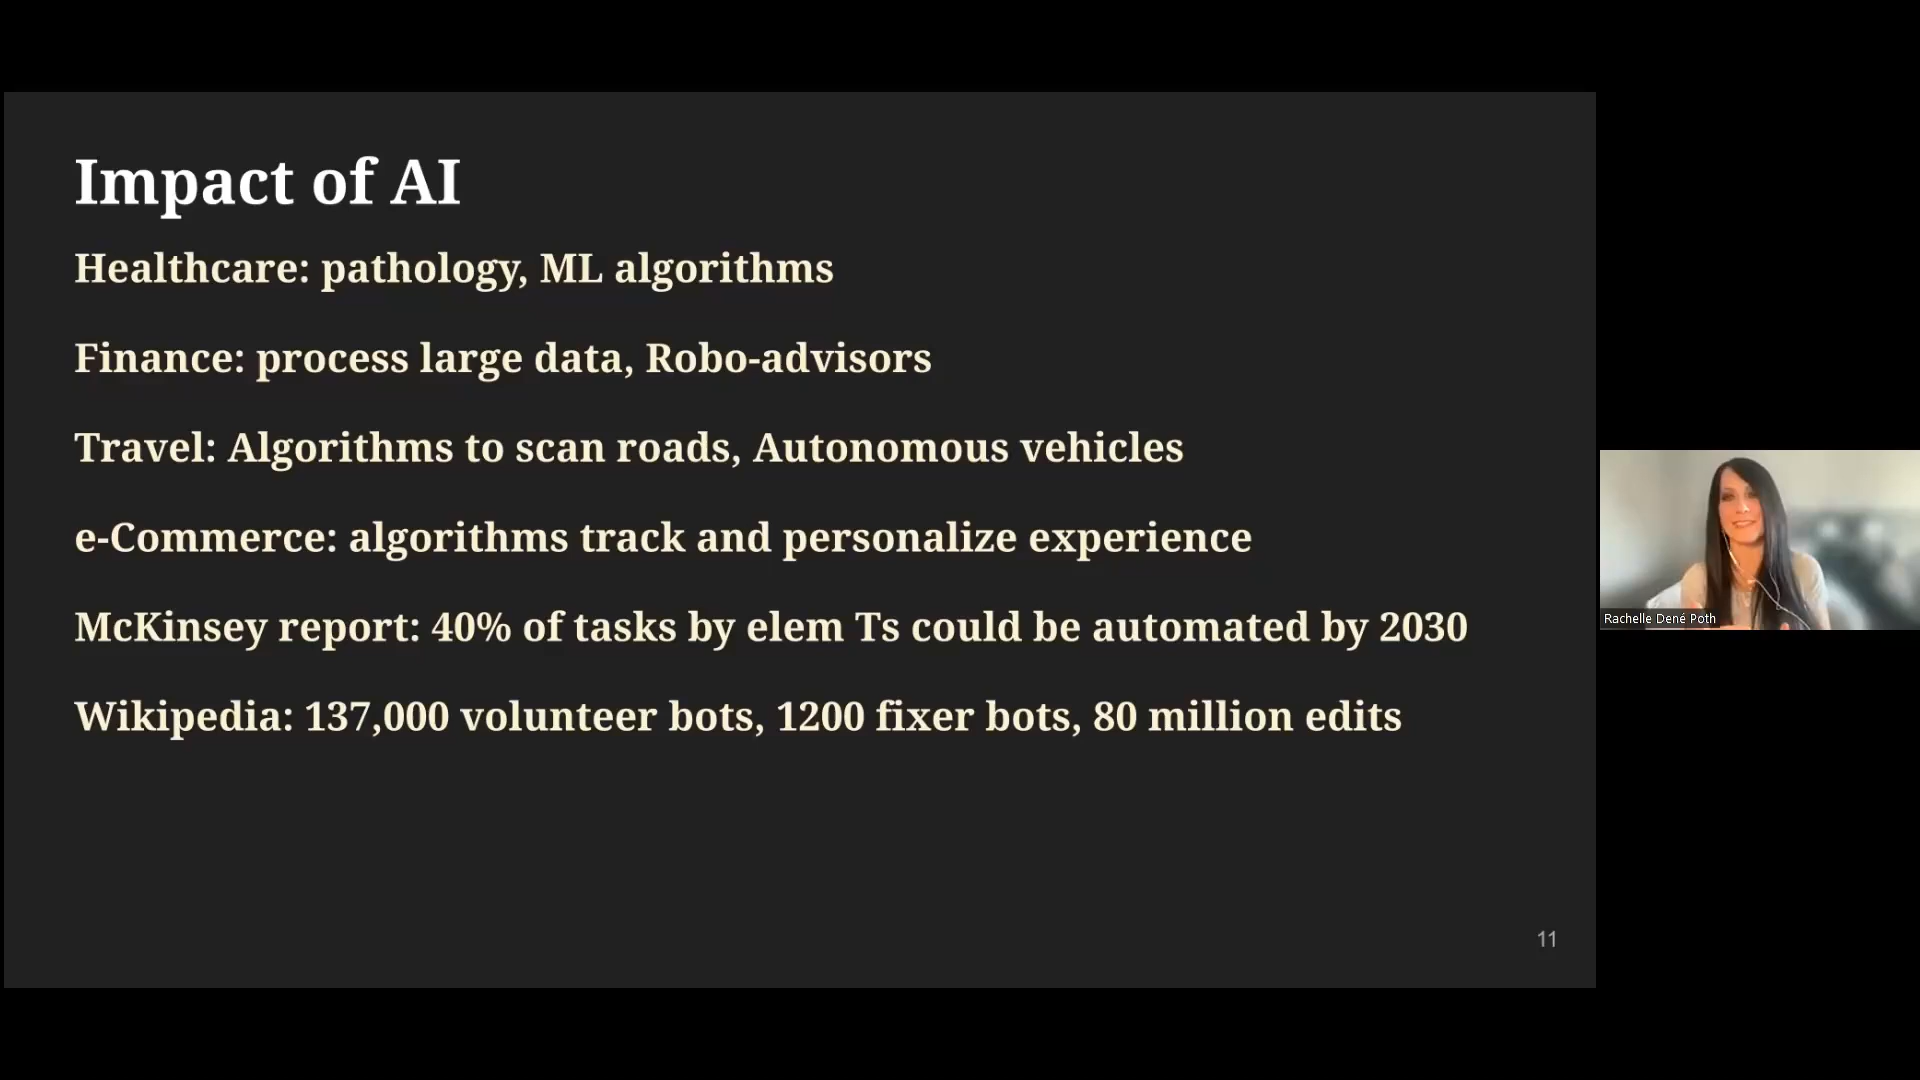 Impact of AI
Healthcare: pathology, ML algorithms
Finance: process large data, Robo-advisors
Travel: Algorithms to scan roads, Autonomous vehicles
e-Commerce: algorithms track and personalize experience
McKinsey report: 40% of tasks by elem Ts could be automated by 2030
Wikipedia: 137,000 volunteer bots, 1200 fixer bots, 80 million edits
11
Rachelle Dené Poth